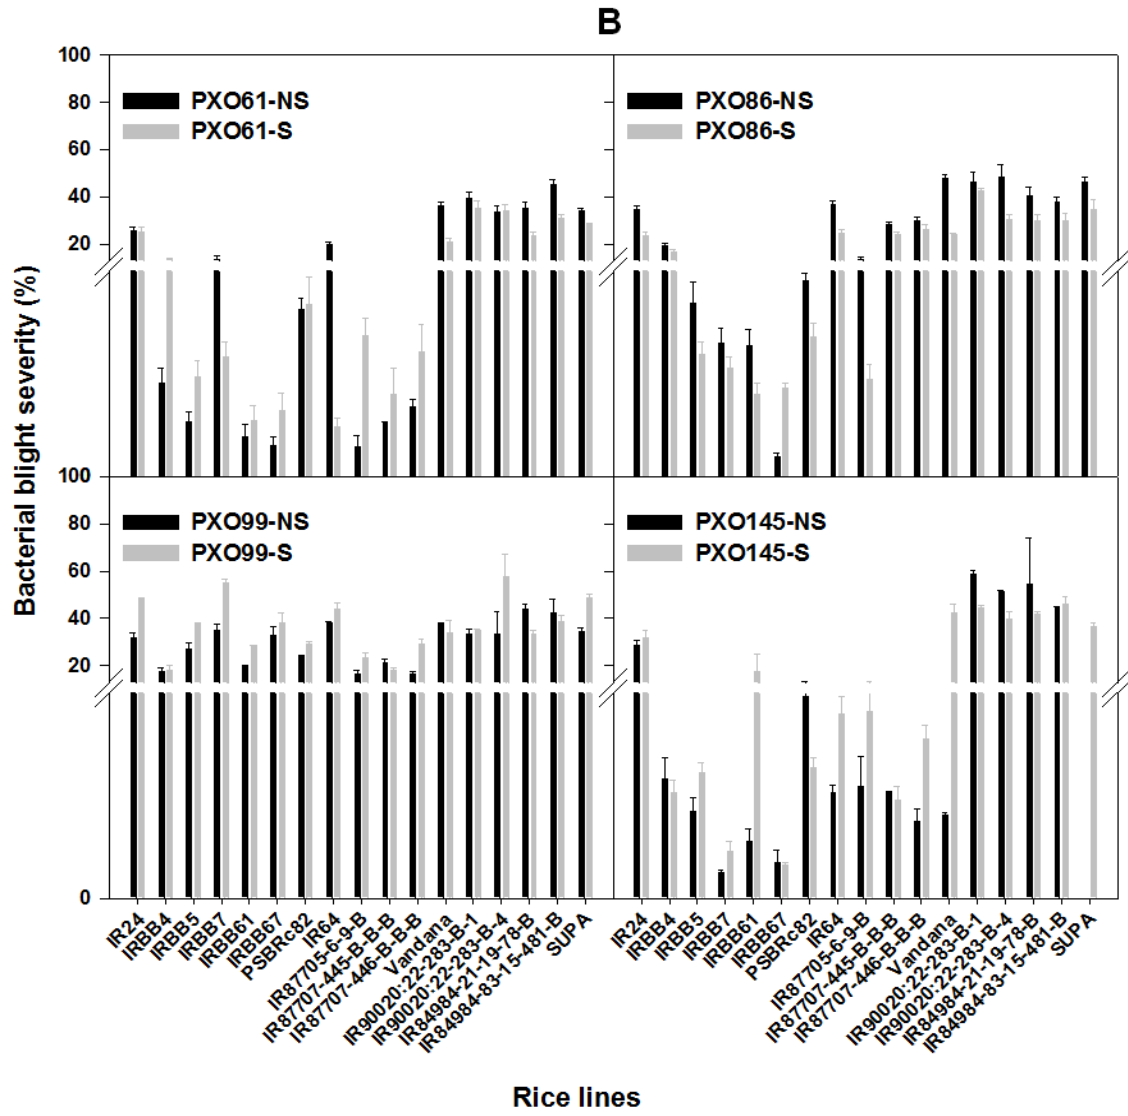 B
Bacterial blight severity (%)
100
80
60
40
20
PXO61-NS
PXO61-S
PXO86-NS
PXO86-S
100
80
60
40
20
0
PXO99-NS
PXO99-S
PXO145-NS
PXO145-S
IR24
IRBB4
IRBB5
IRBB7
IRBB61
IRBB67
PSBRc82
IR64
IR87705-6-9-B
IR87707-445-B-B-B
IR87707-446-B-B-B
Vandana
IR90020:22-283-B-1
IR90020:22-283-B-4
IR84984-21-19-78-B
IR84984-83-15-481-B
SUPA
IR24
IRBB4
IRBB5
IRBB7
IRBB61
IRBB67
PSBRc82
IR64
IR87705-6-9-B
IR87707-445-B-B-B
IR87707-446-B-B-B
Vandana
IR90020:22-283-B-1
IR90020:22-283-B-4
IR84984-21-19-78-B
IR84984-83-15-481-B
SUPA
Rice lines